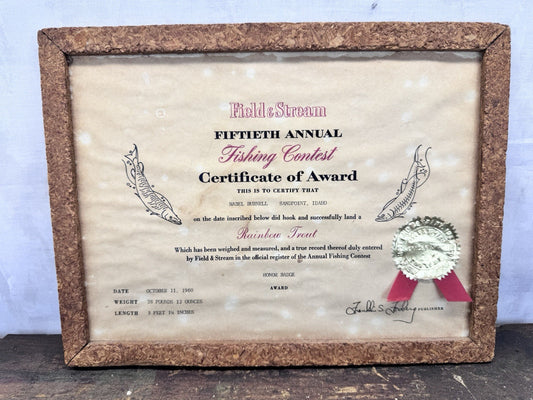 Field & Stream
FIFTIETH ANNUAL
Fishing Contest
Certificate of Award
THIS IS TO CERTIFY THAT
SANDPOINT, IDAHO
on the date inscribed below did hook and successfully land a
Rainbow Trout
Which has been weighed and measured, and a true record thereof duly entered
by Field & Stream in the official register of the Annual Fishing Contest
HONOR BADGE
AWARD
DATE OCTOBER 11, 1960
WEIGHT POUNDS 12 OUNCES
LENGTH 3 FEET INCHES
PUBLISHER